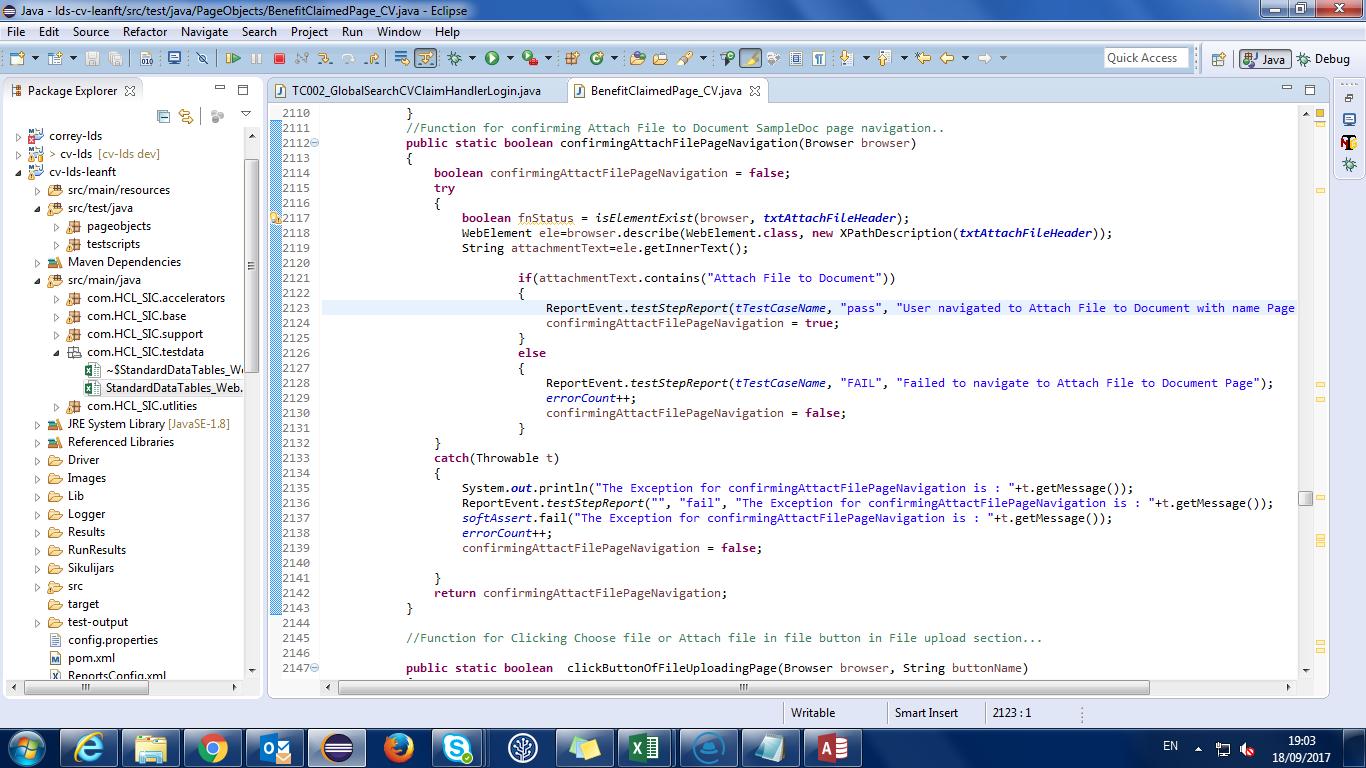 Java - lds-cv-leanft/src/test/java/PageObjects/BenefitClaimedPage_CV.java - Eclipse
File Edit Source Refactor Navigate Search Project Run Window Help
Quick Access Java Debug
Package Explorer
TC002_GlobalSearchCVClaimHandlerLogin.java
BenefitClaimedPage_CV.java
correy-lds
> cv-lds [cv-lds dev]
cv-lds-leanft
src/main/resources
src/test/java
pageobjects
testscripts
Maven Dependencies
src/main/java
com.HCL_SIC.accelerators
com.HCL_SIC.base
com.HCL_SIC.support
com.HCL_SIC.testdata
~$StandardDataTables_We
StandardDataTables_Web.
com.HCL_SIC.utlities
JRE System Library [JavaSE-1.8]
Referenced Libraries
Driver
Images
Lib
Logger
Results
RunResults
Sikulijars
src
target
test-output
config.properties
pom.xml
ReportsConfig.xml
2110 }
2111 //Function for confirming Attach File to Document SampleDoc page navigation..
2112 public static boolean confirmingAttachFilePageNavigation(Browser browser)
2113 {
2114 boolean confirmingAttactFilePageNavigation = false;
2115 try
2116 {
2117 boolean fnStatus = isElementExist(browser, txtAttachFileHeader);
2118 WebElement ele=browser.describe(WebElement.class, new XPathDescription(txtAttachFileHeader));
2119 String attachmentText=ele.getInnerText();
2120
2121 if(attachmentText.contains("Attach File to Document"))
2122 {
2123 ReportEvent.testStepReport(tTestCaseName, "pass", "User navigated to Attach File to Document with name Page
2124 confirmingAttactFilePageNavigation = true;
2125 }
2126 else
2127 {
2128 ReportEvent.testStepReport(tTestCaseName, "FAIL", "Failed to navigate to Attach File to Document Page");
2129 errorCount++;
2130 confirmingAttactFilePageNavigation = false;
2131 }
2132 }
2133 catch(Throwable t)
2134 {
2135 System.out.println("The Exception for confirmingAttactFilePageNavigation is : "+t.getMessage());
2136 ReportEvent.testStepReport("", "fail", "The Exception for confirmingAttactFilePageNavigation is : "+t.getMessage());
2137 softAssert.fail("The Exception for confirmingAttactFilePageNavigation is : "+t.getMessage());
2138 errorCount++;
2139 confirmingAttactFilePageNavigation = false;
2140
2141 }
2142 return confirmingAttactFilePageNavigation;
2143 }
2144
2145 //Function for Clicking Choose file or Attach file in file button in File upload section...
2146
2147 public static boolean clickButtonOfFileUploadingPage(Browser browser, String buttonName)
Writable Smart Insert 2123 : 1
EN
19:03
18/09/2017